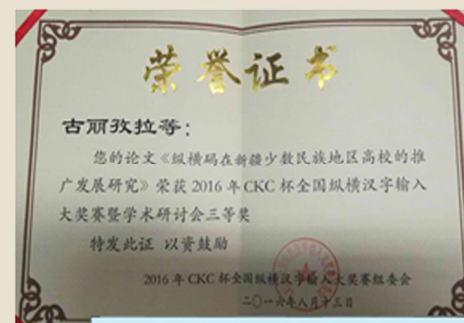 荣誉证书
古丽孜拉等:
您的论文《纵横码在新疆少数民族地区高校的推
广发展研究》荣获2016年CKC杯全国纵横汉字输入
大奖赛暨学术研讨会三等奖
特发此证 以资鼓励
2016年CKC杯全国纵横汉字输入大奖赛组委会
二〇一六年八月十三日